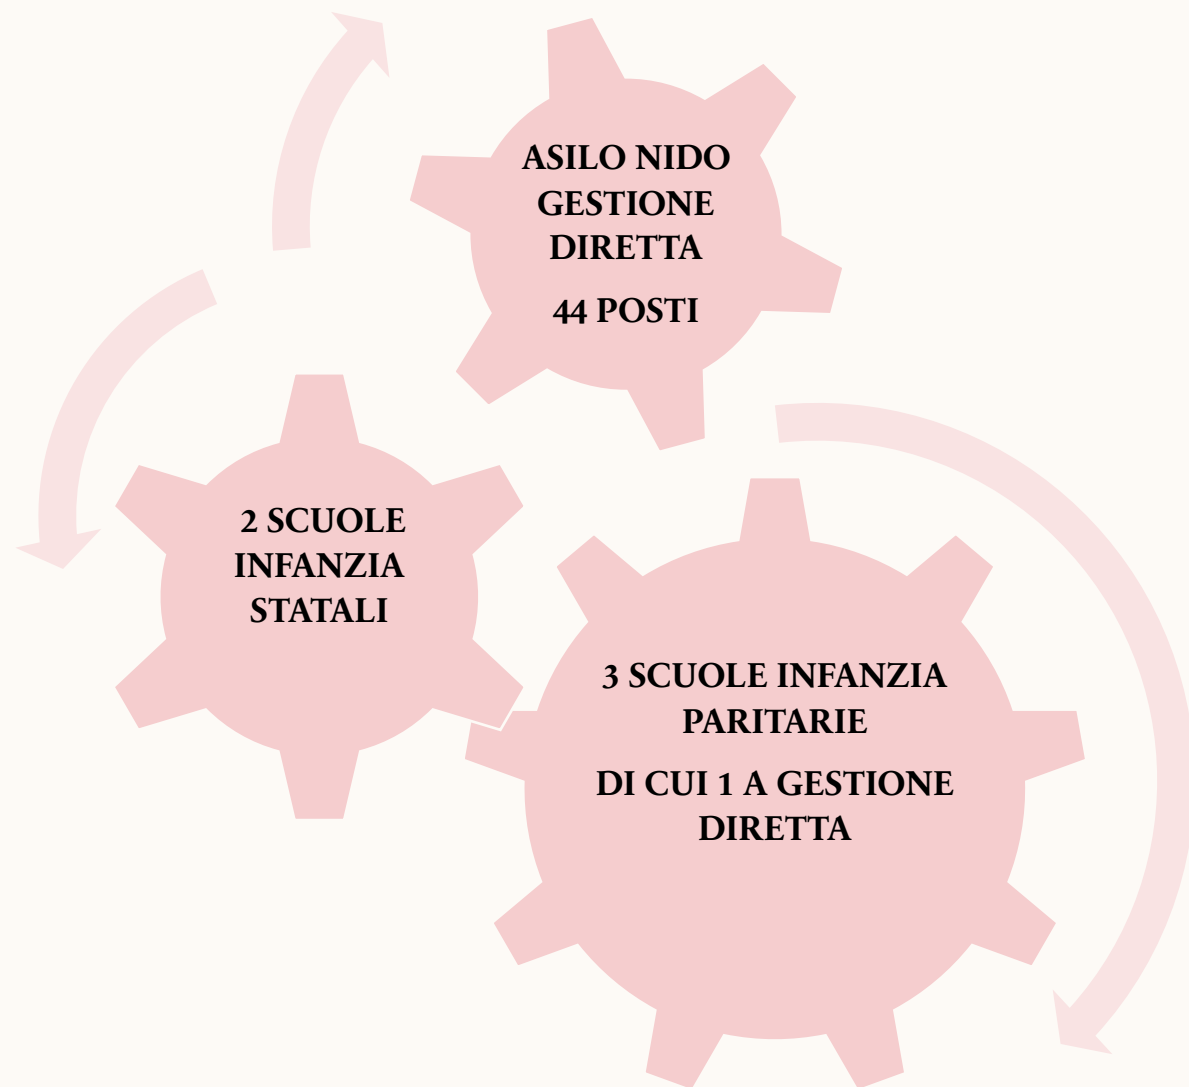 ASILO NIDO
GESTIONE
DIRETTA
44 POSTI
2 SCUOLE
INFANZIA
STATALI
3 SCUOLE INFANZIA
PARITARIE
DI CUI 1 A GESTIONE
DIRETTA